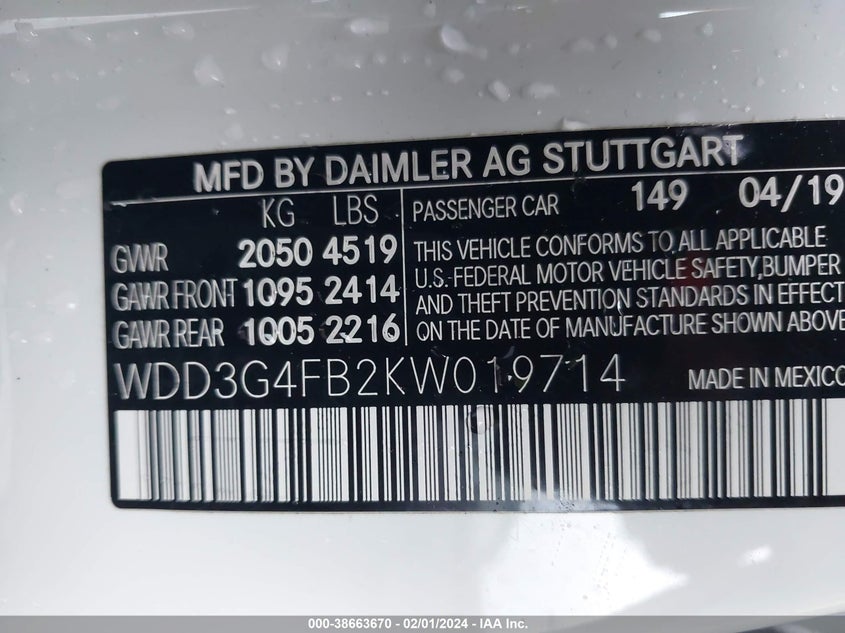 MFD BY DAIMLER AG STUTTGART
KG LBS PASSENGER CAR 149 04/19
GVWR 2050 4519
GAWR FRONT 1095 2414
GAWR REAR 1005 2216
THIS VEHICLE CONFORMS TO ALL APPLICABLE
U.S.-FEDERAL MOTOR VEHICLE SAFETY,BUMPER
AND THEFT PREVENTION STANDARDS IN EFFECT
ON THE DATE OF MANUFACTURE SHOWN ABOVE
WDD3G4FB2KW019714 MADE IN MEXICO
000-38663670 - 02/01/2024 - IAA Inc.